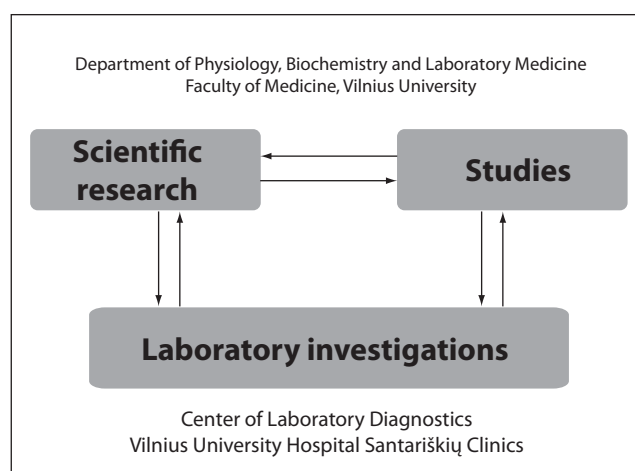 Department of Physiology, Biochemistry and Laboratory Medicine
Faculty of Medicine, Vilnius University
Scientific
research
Studies
Laboratory investigations
Center of Laboratory Diagnostics
Vilnius University Hospital Santariškių Clinics